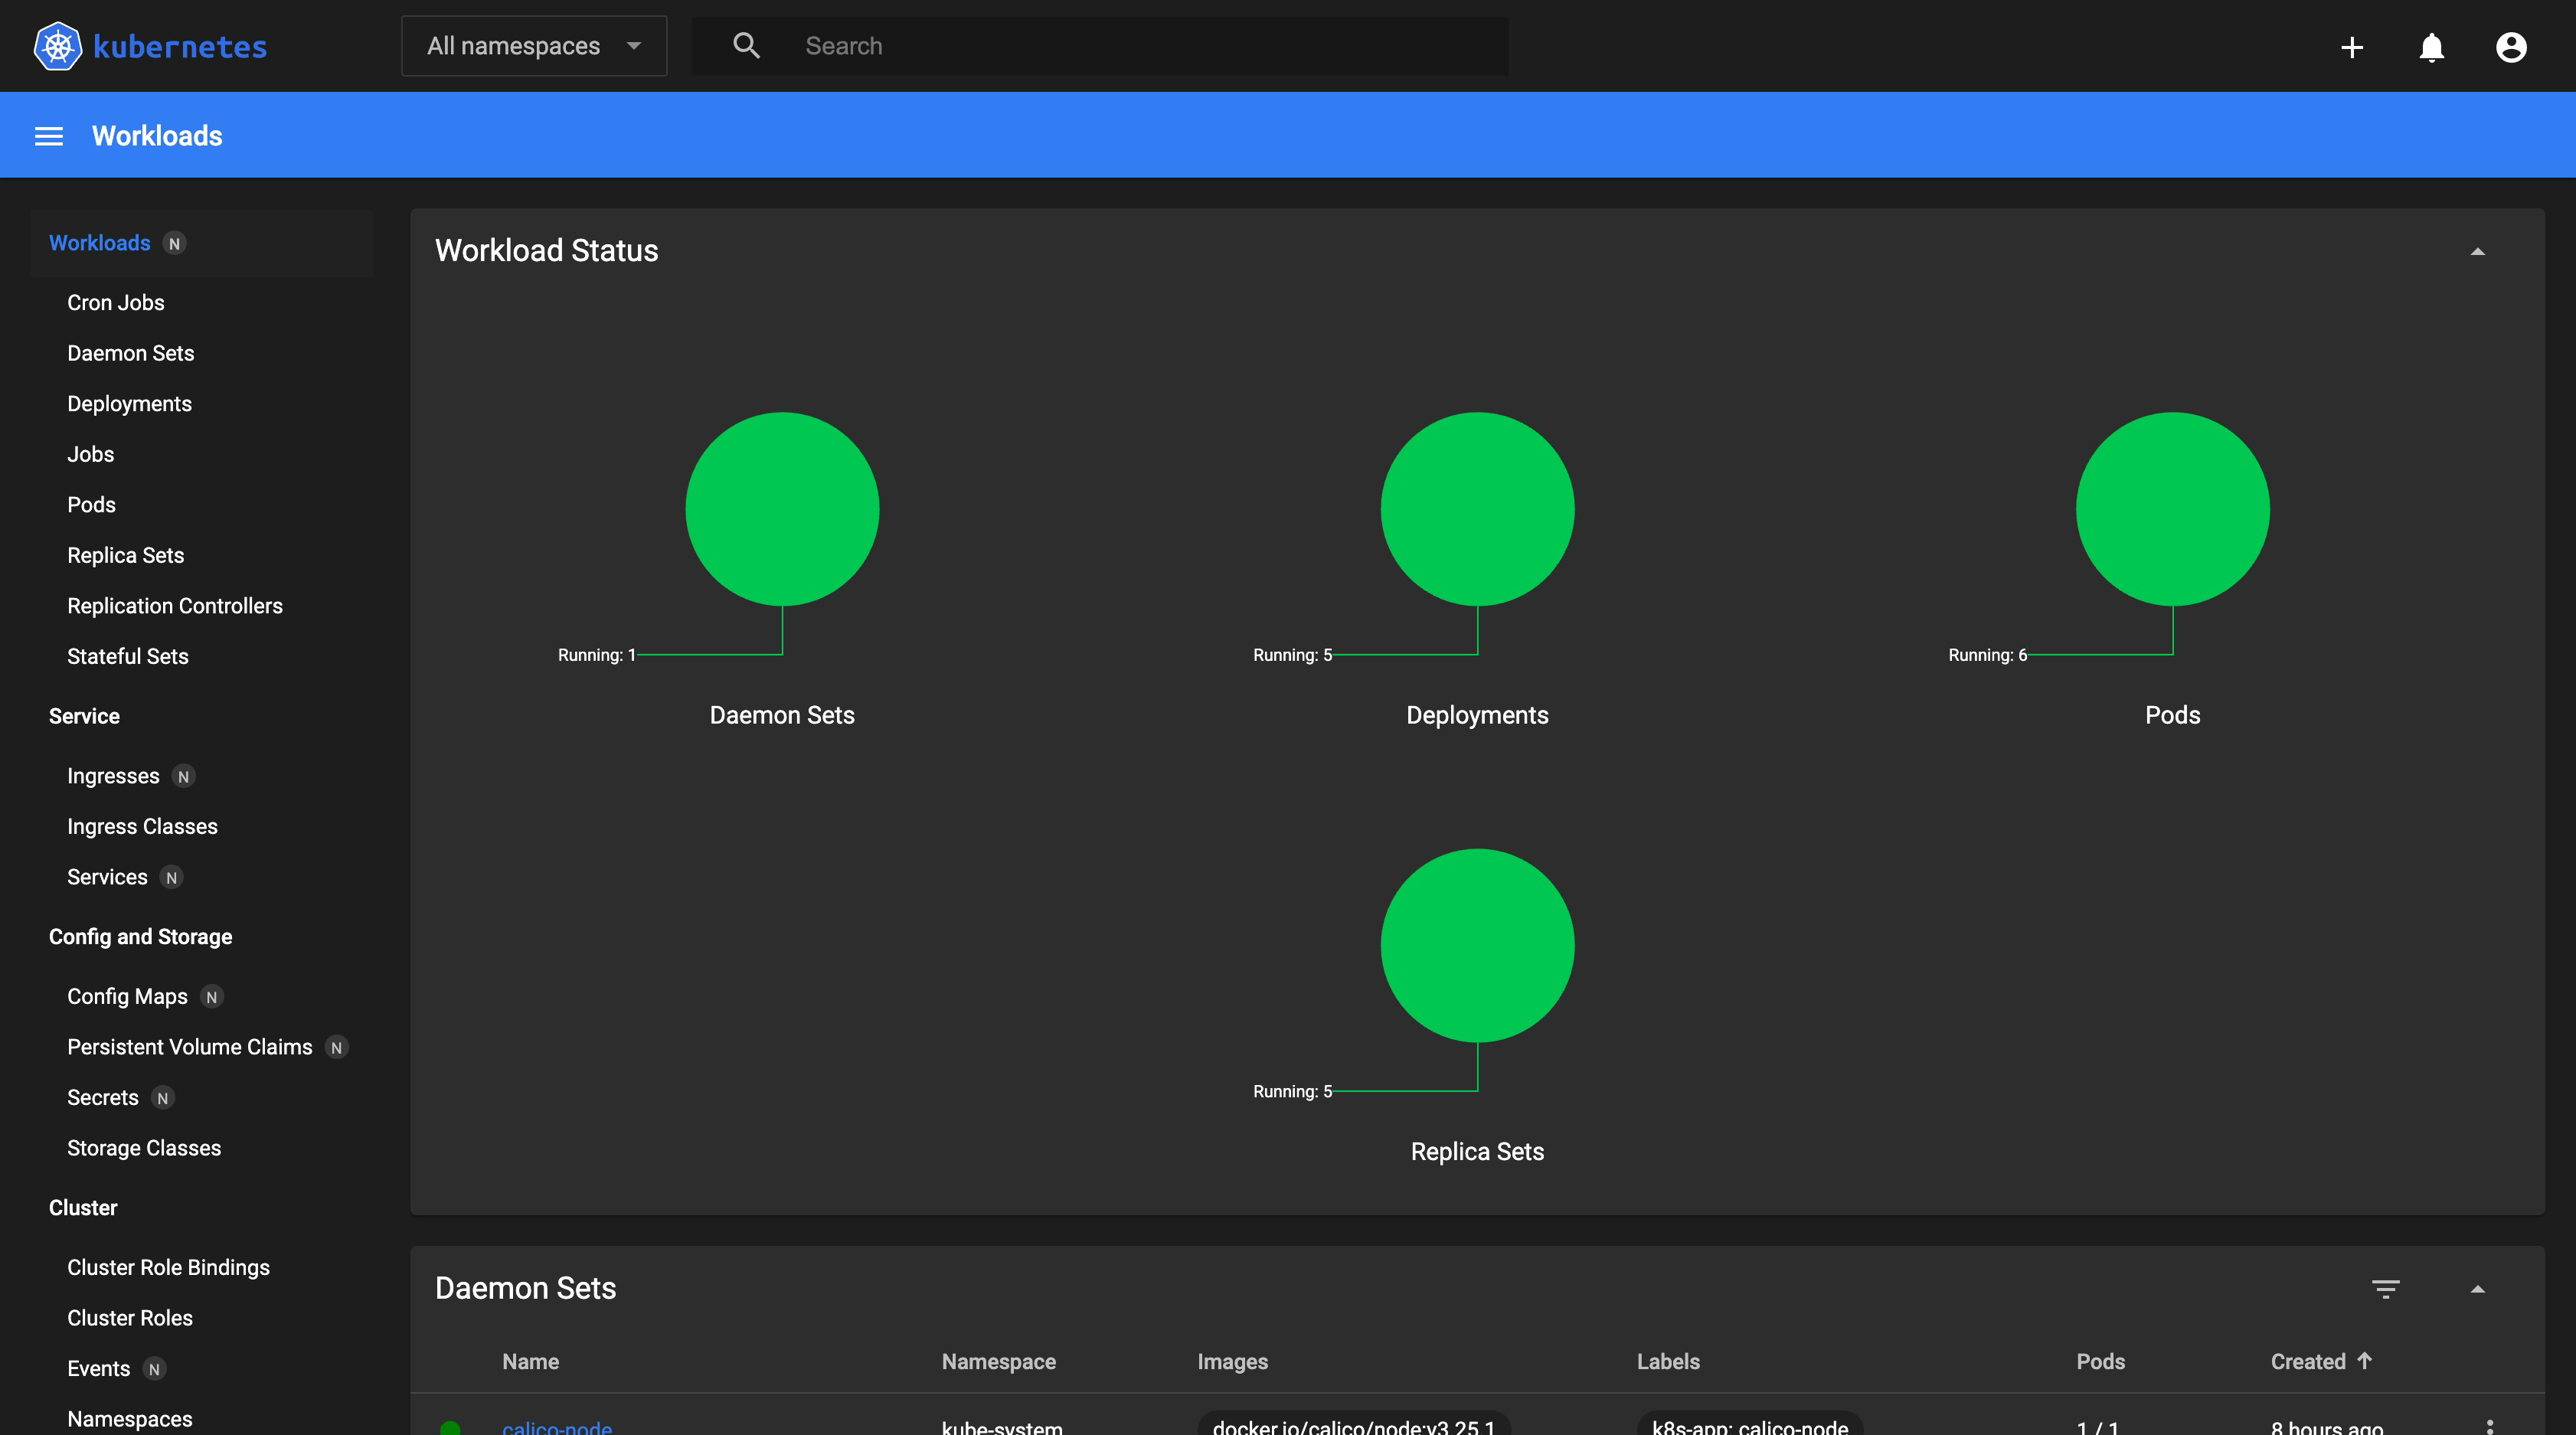 kubernetes
All namespaces
Search
Workloads
Workloads N
Cron Jobs
Daemon Sets
Deployments
Jobs
Pods
Replica Sets
Replication Controllers
Stateful Sets
Service
Ingresses N
Ingress Classes
Services N
Config and Storage
Config Maps N
Persistent Volume Claims N
Secrets N
Storage Classes
Cluster
Cluster Role Bindings
Cluster Roles
Events N
Namespaces
Workload Status
Running: 1
Daemon Sets
Running: 5
Deployments
Running: 6
Pods
Running: 5
Replica Sets
Daemon Sets
Name Namespace Images Labels Pods Created
calico-node kube-system docker.io/calico/node:v3.25.1 k8s-app: calico-node 1 / 1 8 hours ago